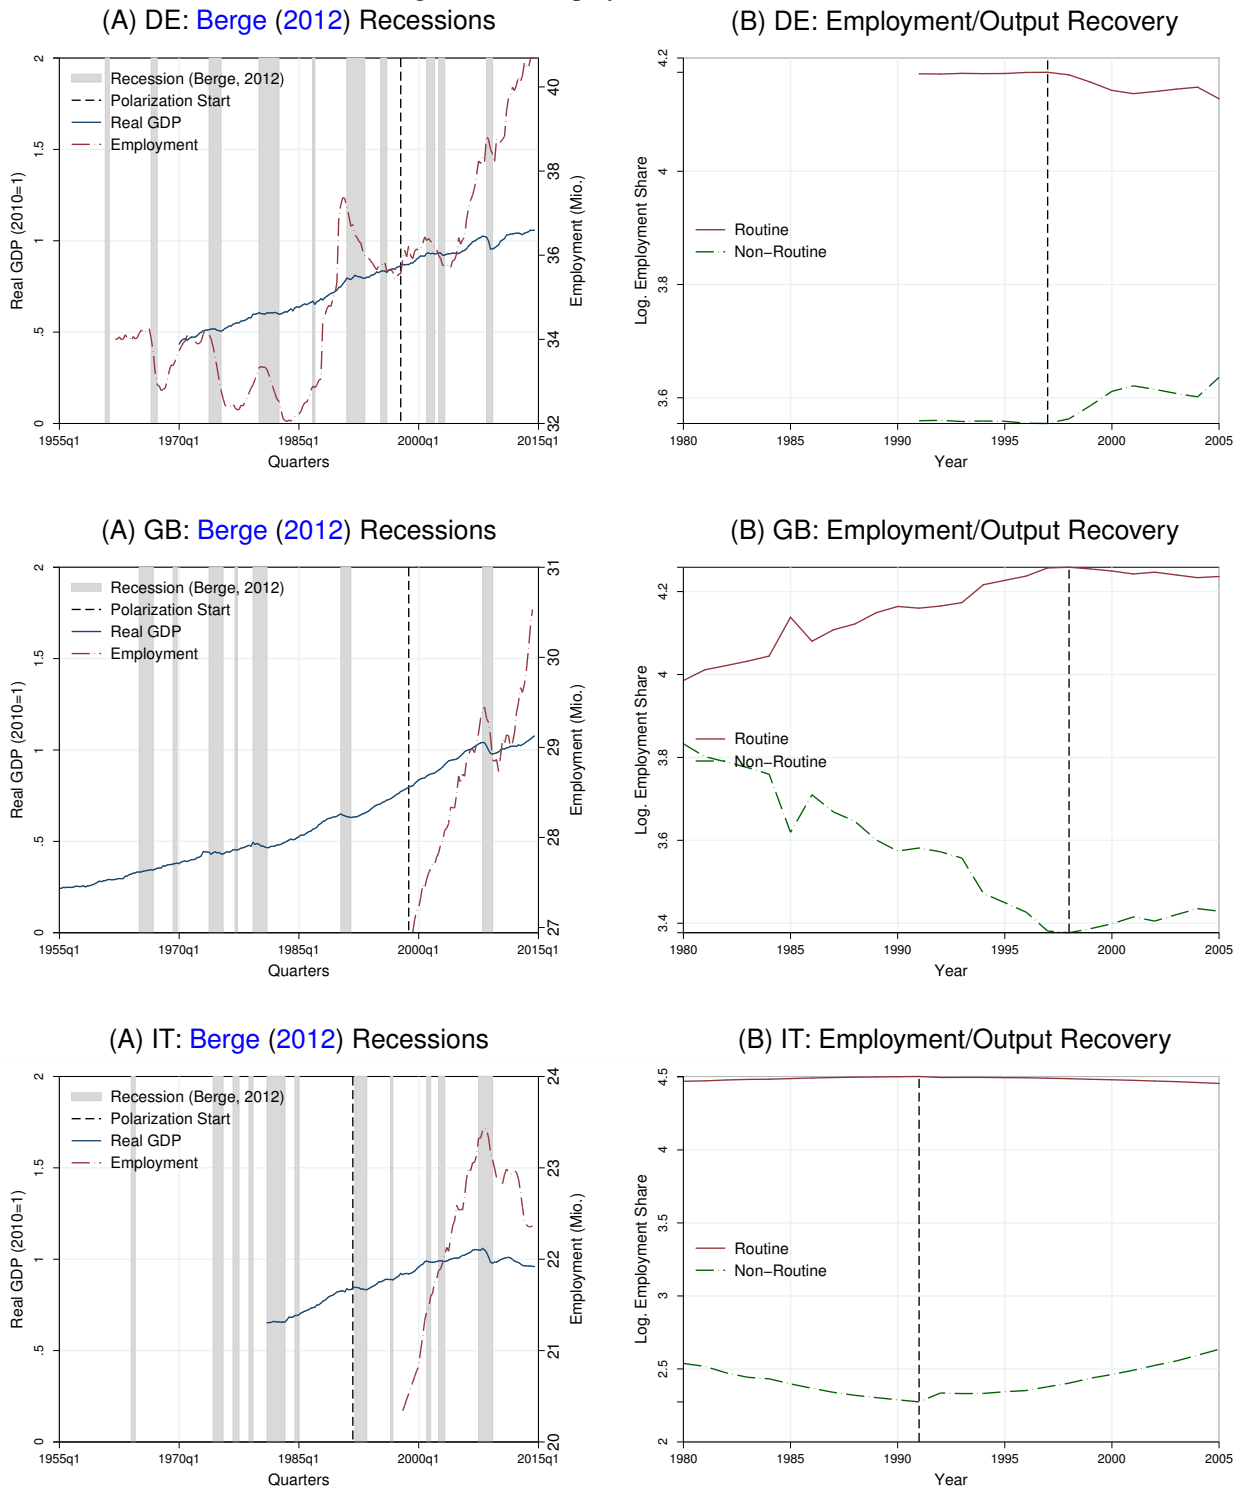 (A) DE: Berge (2012) Recessions
(B) DE: Employment/Output Recovery
Recession (Berge, 2012)
Polarization Start
Real GDP
Employment
Real GDP (2010=1)
0
.5
1
1.5
2
Employment (Mio.)
32
34
36
38
40
1955q1
1970q1
1985q1
2000q1
2015q1
Quarters
Routine
Non−Routine
Log. Employment Share
3.6
3.8
4
4.2
1980
1985
1990
1995
2000
2005
Year
(A) GB: Berge (2012) Recessions
(B) GB: Employment/Output Recovery
Recession (Berge, 2012)
Polarization Start
Real GDP
Employment
Real GDP (2010=1)
0
.5
1
1.5
2
Employment (Mio.)
27
28
29
30
31
1955q1
1970q1
1985q1
2000q1
2015q1
Quarters
Routine
Non−Routine
Log. Employment Share
3.4
3.6
3.8
4
4.2
1980
1985
1990
1995
2000
2005
Year
(A) IT: Berge (2012) Recessions
(B) IT: Employment/Output Recovery
Recession (Berge, 2012)
Polarization Start
Real GDP
Employment
Real GDP (2010=1)
0
.5
1
1.5
2
Employment (Mio.)
20
21
22
23
24
1955q1
1970q1
1985q1
2000q1
2015q1
Quarters
Routine
Non−Routine
Log. Employment Share
2
2.5
3
3.5
4
4.5
1980
1985
1990
1995
2000
2005
Year